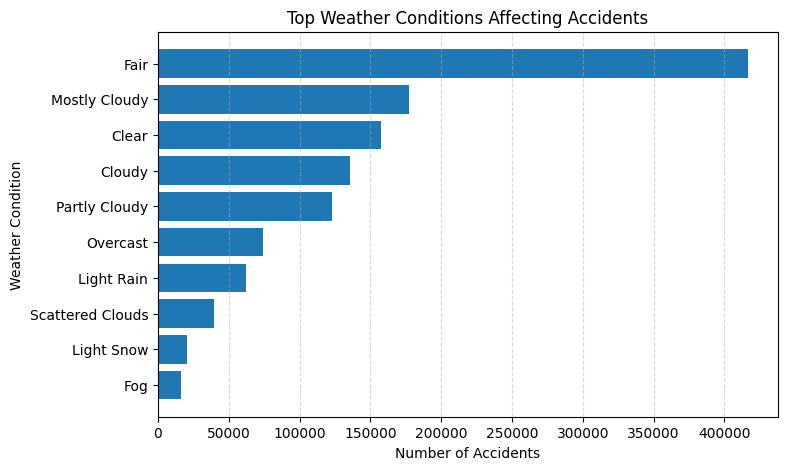 Top Weather Conditions Affecting Accidents
Weather Condition
Fair
Mostly Cloudy
Clear
Cloudy
Partly Cloudy
Overcast
Light Rain
Scattered Clouds
Light Snow
Fog
0 50000 100000 150000 200000 250000 300000 350000 400000
Number of Accidents